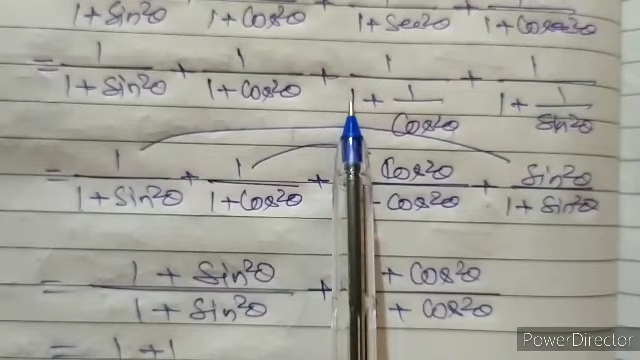 1+Sin²θ 1+Cos²θ + 1+Sec²θ + 1+Cosec²θ
= 1/(1+Sin²θ) + 1/(1+Cos²θ) + 1/(1+1/Cos²θ) + 1/(1+1/Sin²θ)
= 1/(1+Sin²θ) + 1/(1+Cos²θ) + Cos²θ/-Cos²θ + Sin²θ/(1+Sin²θ)
= (1+Sin²θ)/(1+Sin²θ) + +Cos²θ/+Cos²θ
= 1+1
PowerDirector